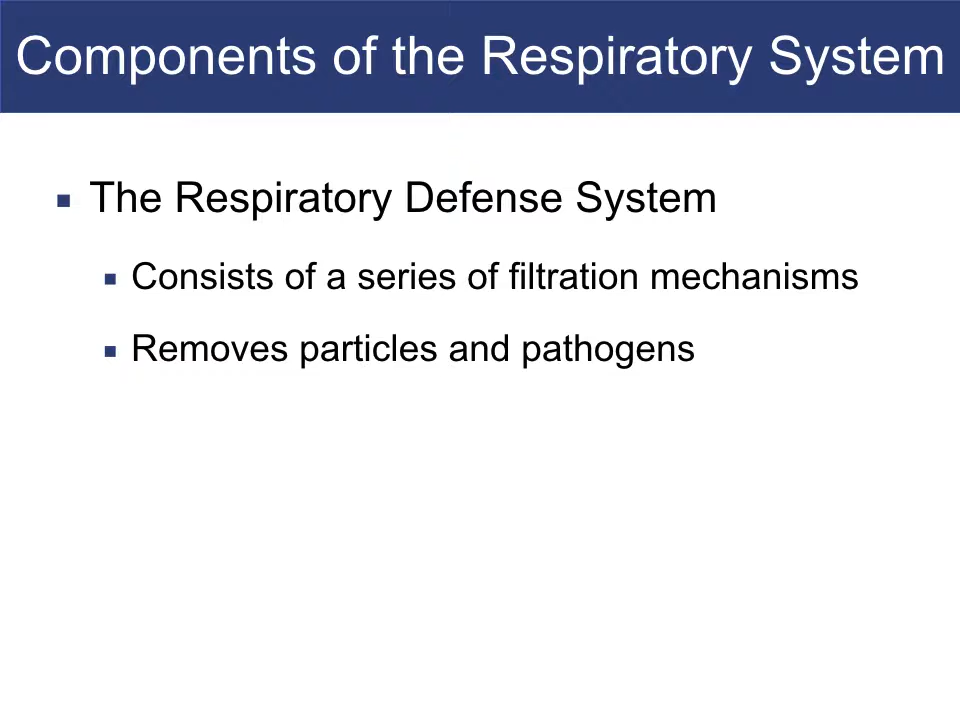 Components of the Respiratory System
The Respiratory Defense System
Consists of a series of filtration mechanisms
Removes particles and pathogens